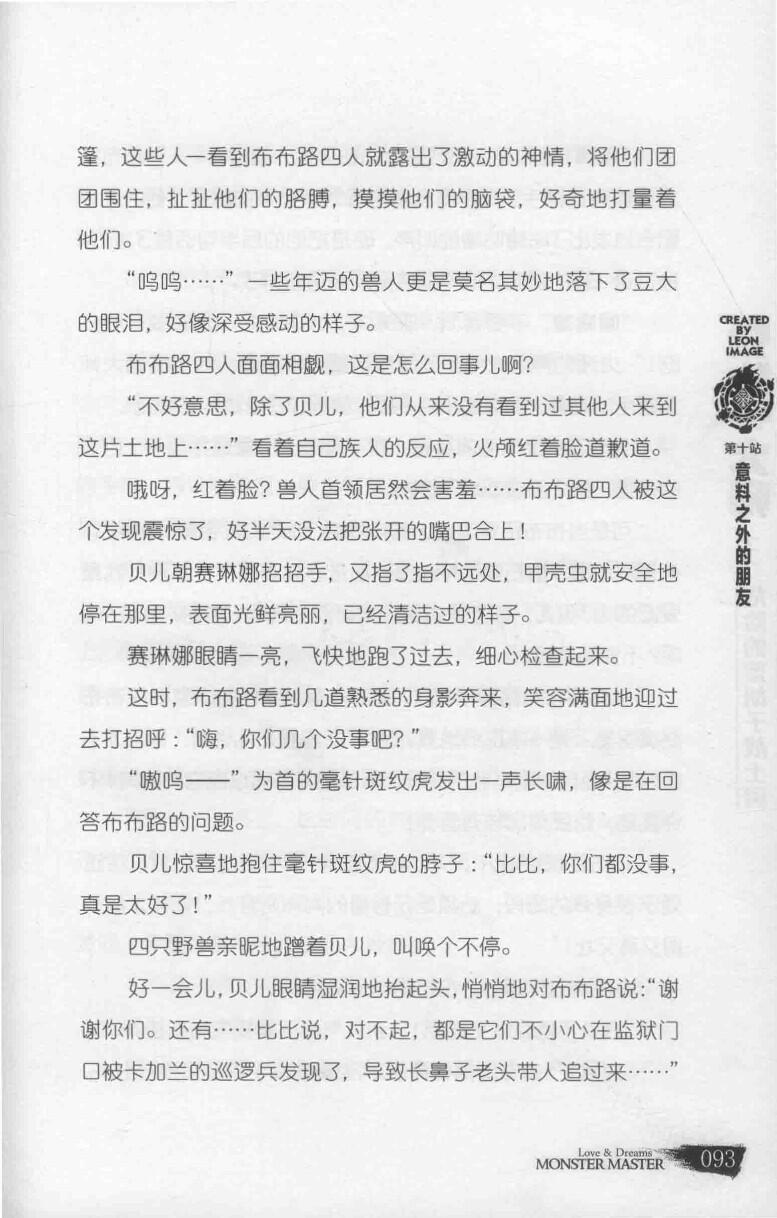 篷，这些人一看到布布路四人就露出了激动的神情，将他们团
团围住，扯扯他们的胳膊，摸摸他们的脑袋，好奇地打量着
他们。
“呜呜……”一些年迈的兽人更是莫名其妙地落下了豆大
的眼泪，好像深受感动的样子。
布布路四人面面相觑，这是怎么回事儿啊？
“不好意思，除了贝儿，他们从来没有看到过其他人来到
这片土地上……”看着自己族人的反应，火颅红着脸道歉道。
哦呀，红着脸？兽人首领居然会害羞……布布路四人被这
个发现震惊了，好半天没法把张开的嘴巴合上！
贝儿朝赛琳娜招招手，又指了指不远处，甲壳虫就安全地
停在那里，表面光鲜亮丽，已经清洁过的样子。
赛琳娜眼睛一亮，飞快地跑了过去，细心检查起来。
这时，布布路看到几道熟悉的身影奔来，笑容满面地迎过
去打招呼：“嗨，你们几个没事吧？”
“嗷呜——”为首的毫针斑纹虎发出一声长啸，像是在回
答布布路的问题。
贝儿惊喜地抱住毫针斑纹虎的脖子：“比比，你们都没事，
真是太好了！”
四只野兽亲昵地蹭着贝儿，叫唤个不停。
好一会儿，贝儿眼睛湿润地抬起头，悄悄地对布布路说：“谢
谢你们。还有……比比说，对不起，都是它们不小心在监狱门
口被卡加兰的巡逻兵发现了，导致长鼻子老头带人追过来……”
CREATED
BY
LEON
IMAGE
第十站
意料之外的朋友
Love & Dreams
MONSTER MASTER
093